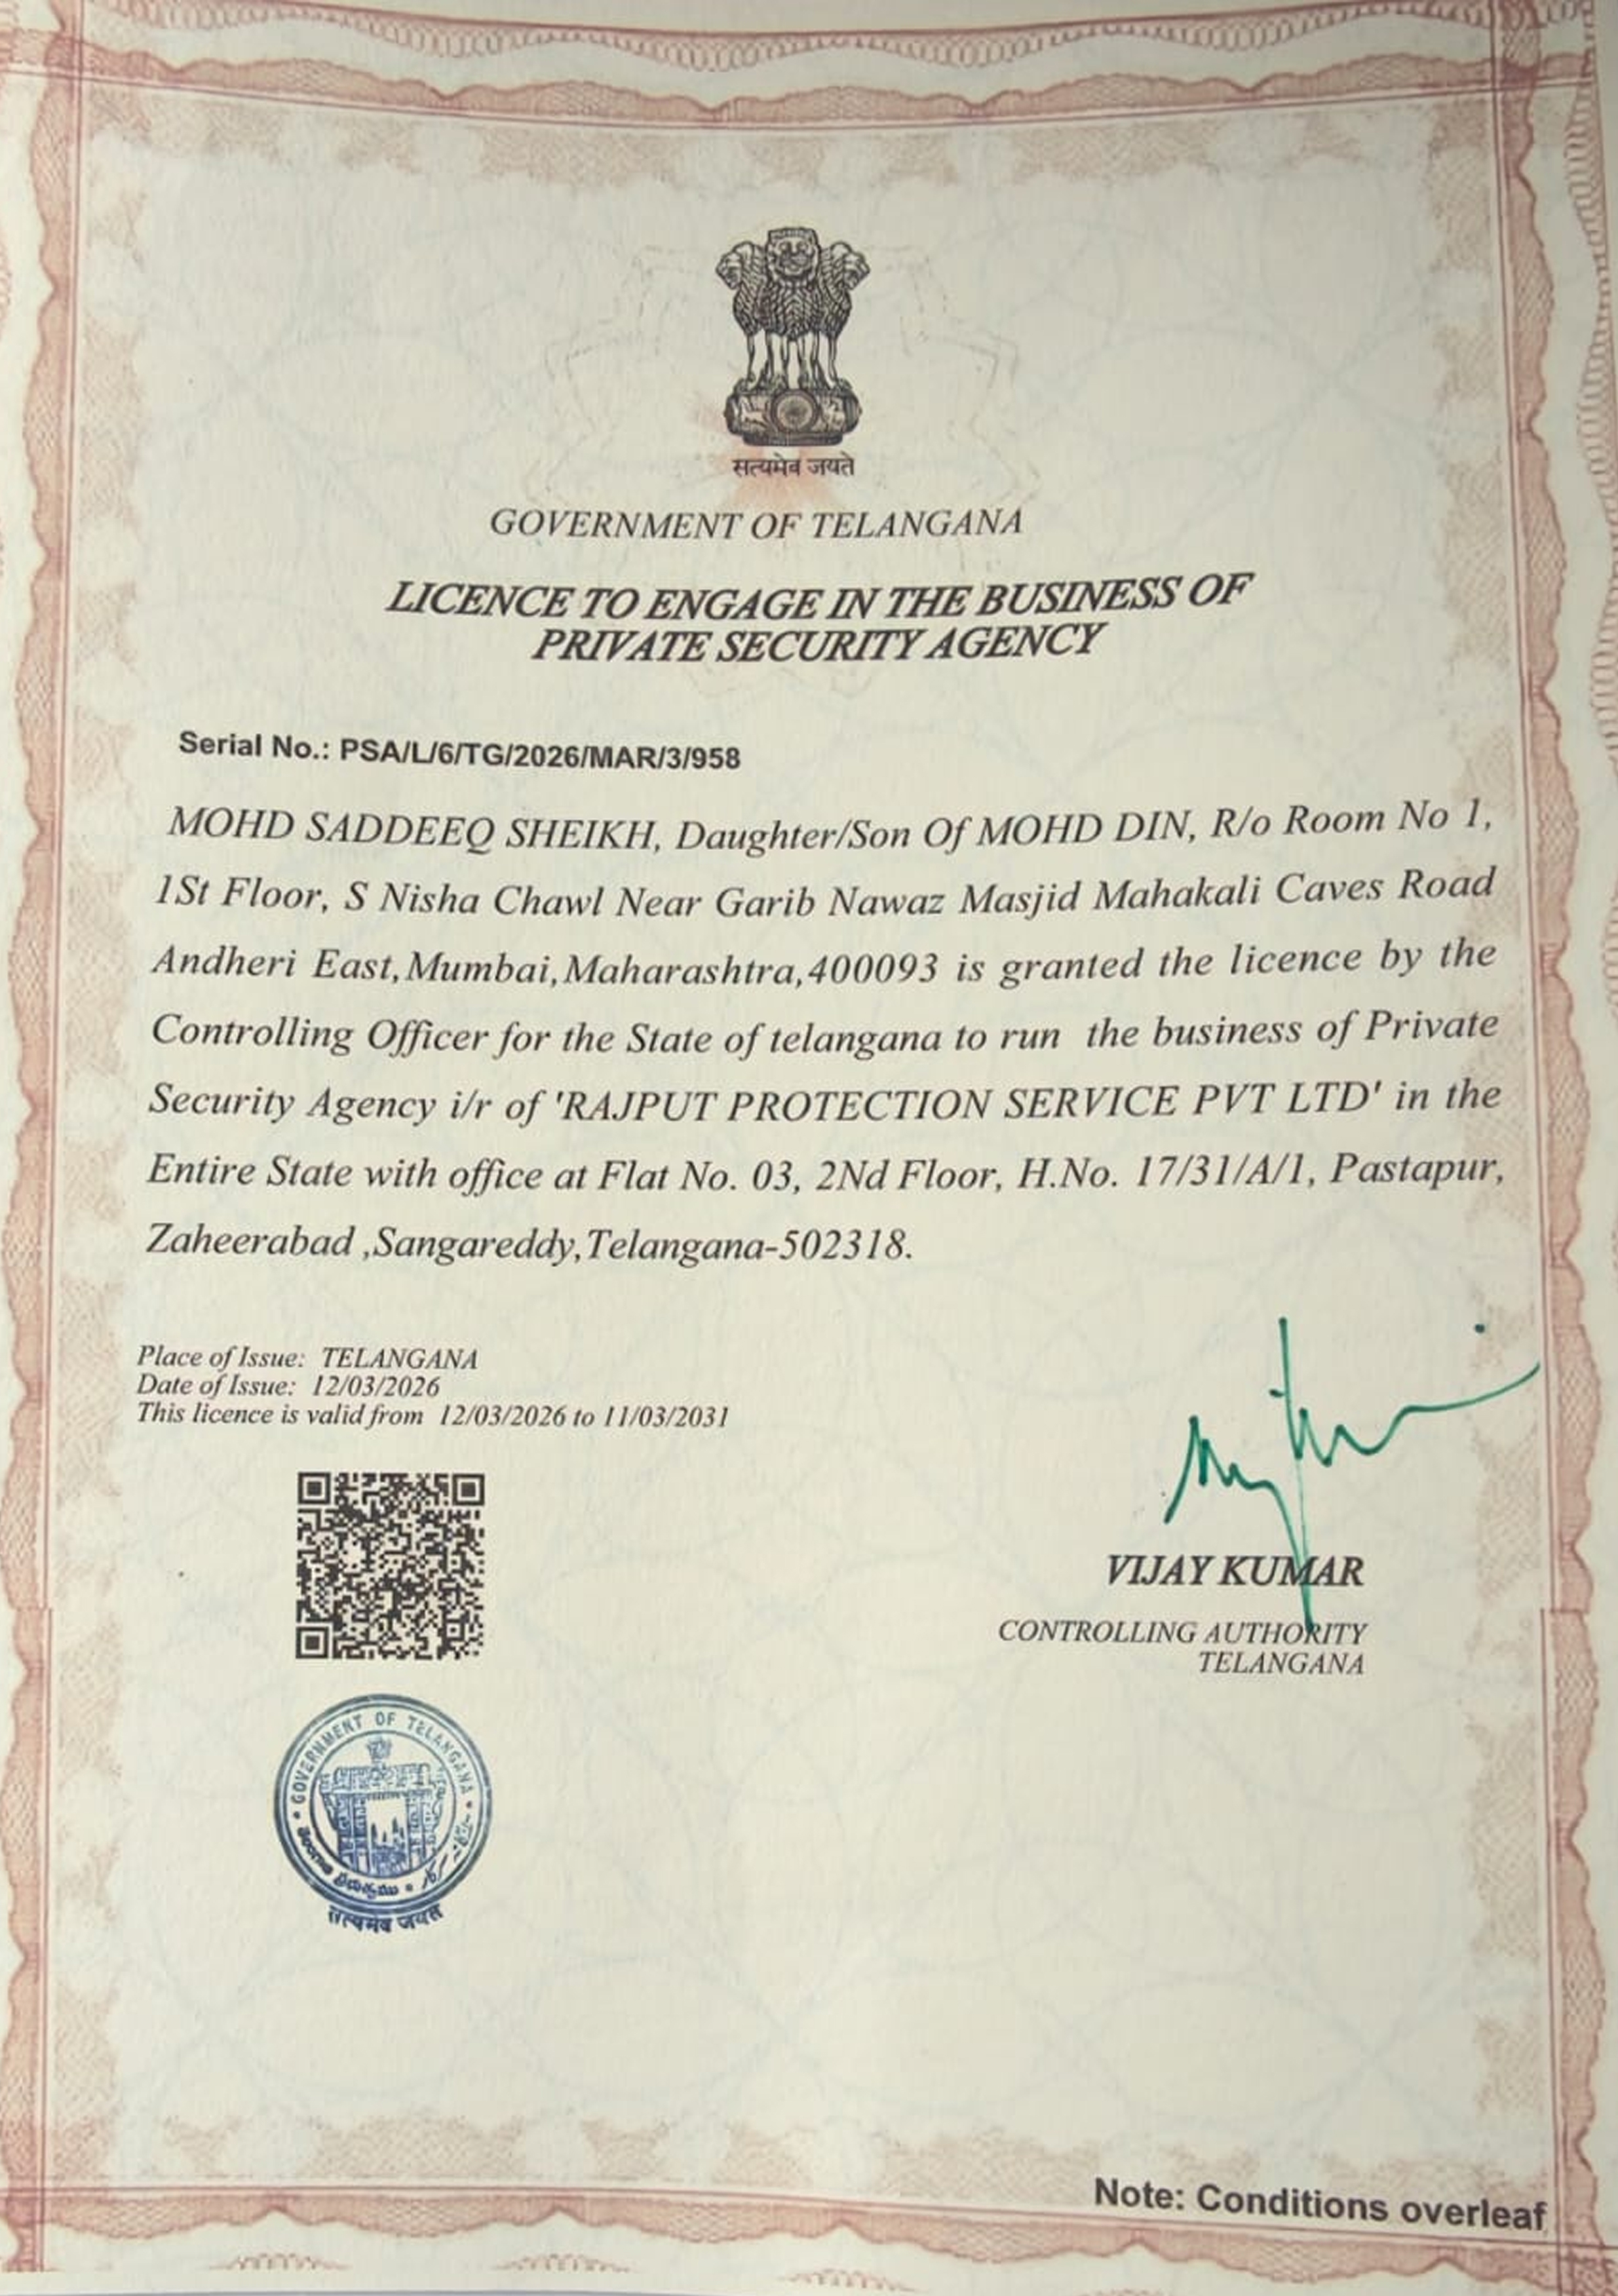 सत्यमेव जयते
GOVERNMENT OF TELANGANA
LICENCE TO ENGAGE IN THE BUSINESS OF
PRIVATE SECURITY AGENCY
Serial No.: PSA/L/6/TG/2026/MAR/3/958
MOHD SADDEEQ SHEIKH, Daughter/Son Of MOHD DIN, R/o Room No 1,
1St Floor, S Nisha Chawl Near Garib Nawaz Masjid Mahakali Caves Road
Andheri East,Mumbai,Maharashtra,400093 is granted the licence by the
Controlling Officer for the State of telangana to run the business of Private
Security Agency i/r of 'RAJPUT PROTECTION SERVICE PVT LTD' in the
Entire State with office at Flat No. 03, 2Nd Floor, H.No. 17/31/A/1, Pastapur,
Zaheerabad ,Sangareddy,Telangana-502318.
Place of Issue: TELANGANA
Date of Issue: 12/03/2026
This licence is valid from 12/03/2026 to 11/03/2031
VIJAY KUMAR
CONTROLLING AUTHORITY
TELANGANA
GOVERNMENT OF TELANGANA
सत्यमेव जयते
Note: Conditions overleaf